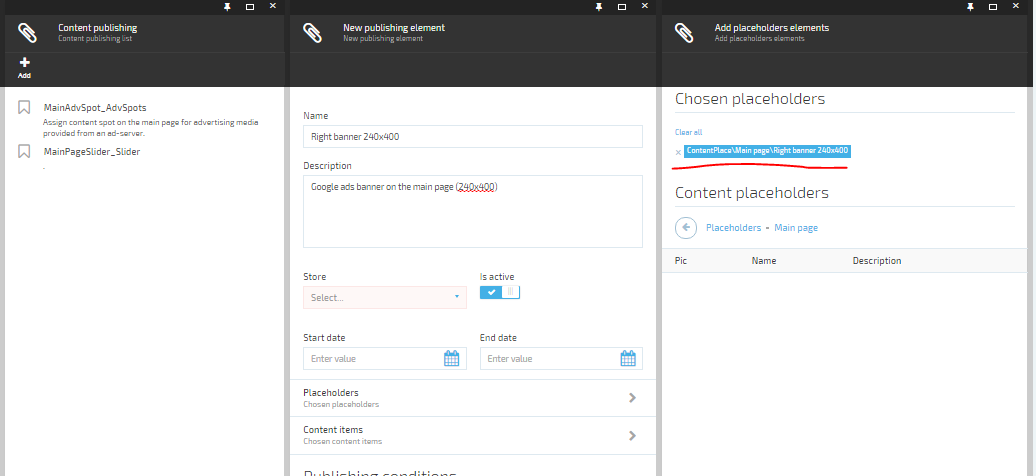 Content publishing
Content publishing list
Add
MainAdvSpot_AdvSpots
Assign content spot on the main page for advertising media
provided from an ad-server.
MainPageSlider_Slider
New publishing element
New publishing element
Name
Right banner 240x400
Description
Google ads banner on the main page (240x400)
Store
Is active
Select...
Start date
End date
Enter value
Enter value
Placeholders
Chosen placeholders
Content items
Chosen content items
Publishing conditions
Add placeholders elements
Add placeholders elements
Chosen placeholders
Clear all
× ContentPlace\Main page\Right banner 240x400
Content placeholders
Placeholders - Main page
Pic Name Description